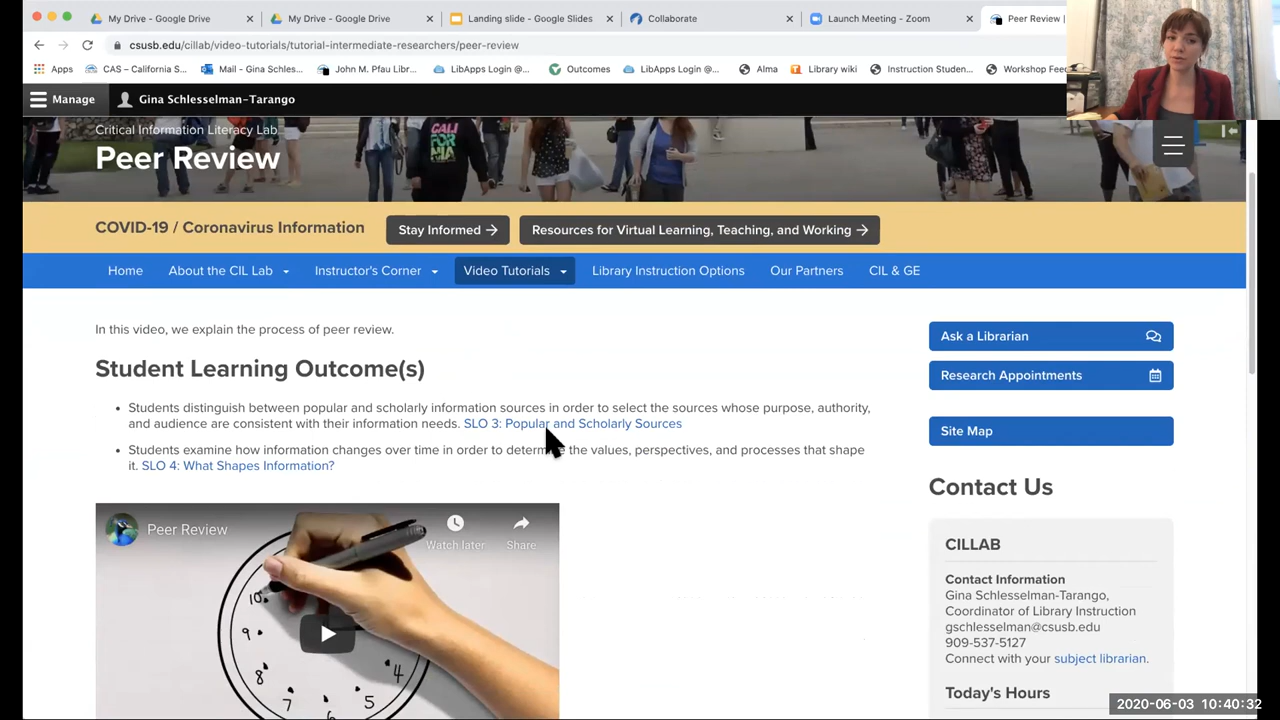 My Drive - Google Drive
My Drive - Google Drive
Landing slide - Google Slides
Collaborate
Launch Meeting - Zoom
Peer Review |
csusb.edu/cillab/video-tutorials/tutorial-intermediate-researchers/peer-review
Apps
CAS – California S...
Mail - Gina Schles...
John M. Pfau Libr...
LibApps Login @...
Outcomes
LibApps Login @...
Alma
Library wiki
Instruction Studen...
Workshop Feed
Manage
Gina Schlesselman-Tarango
Critical Information Literacy Lab
Peer Review
CALI
FOR
NIA
COVID-19 / Coronavirus Information
Stay Informed
Resources for Virtual Learning, Teaching, and Working
Home
About the CIL Lab
Instructor's Corner
Video Tutorials
Library Instruction Options
Our Partners
CIL & GE
In this video, we explain the process of peer review.
Student Learning Outcome(s)
• Students distinguish between popular and scholarly information sources in order to select the sources whose purpose, authority,
and audience are consistent with their information needs. SLO 3: Popular and Scholarly Sources
• Students examine how information changes over time in order to determine the values, perspectives, and processes that shape
it. SLO 4: What Shapes Information?
Peer Review
Watch later
Share
10
9
8
7
6
5
4
Ask a Librarian
Research Appointments
Site Map
Contact Us
CILLAB
Contact Information
Gina Schlesselman-Tarango,
Coordinator of Library Instruction
gschlesselman@csusb.edu
909-537-5127
Connect with your subject librarian.
Today's Hours
2020-06-03 10:40:32